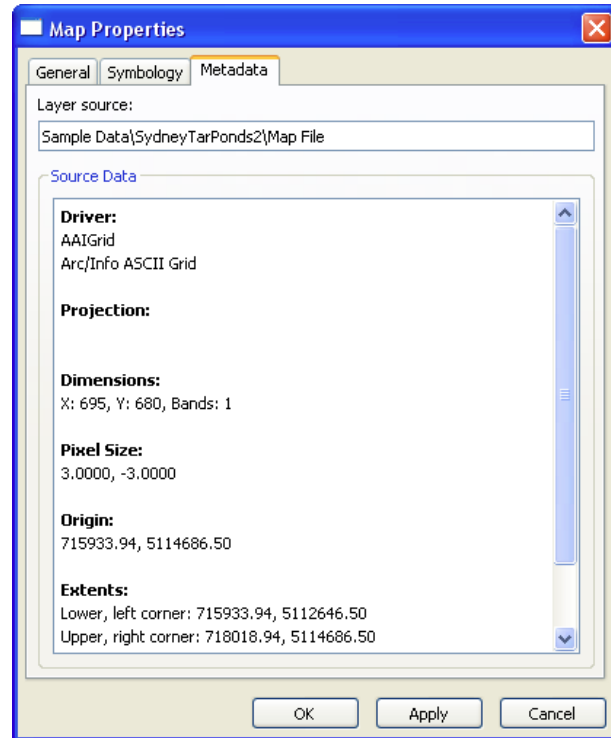 Map Properties
General Symbology Metadata
Layer source:
Sample Data\SydneyTarPonds2\Map File
Source Data
Driver:
AAIGrid
Arc/Info ASCII Grid
Projection:
Dimensions:
X: 695, Y: 680, Bands: 1
Pixel Size:
3.0000, -3.0000
Origin:
715933.94, 5114686.50
Extents:
Lower, left corner: 715933.94, 5112646.50
Upper, right corner: 718018.94, 5114686.50
OK Apply Cancel